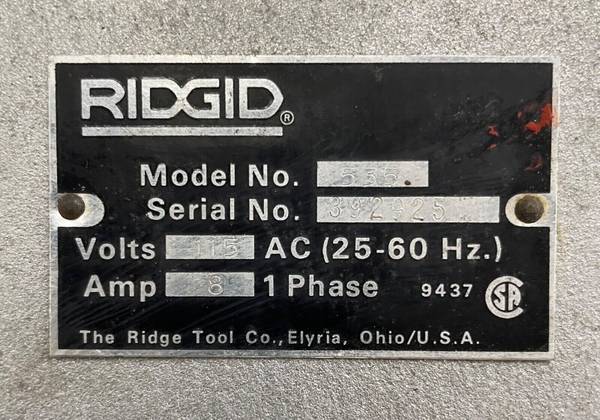 RIDGID®
Model No. 535
Serial No. 392925
Volts 115 AC (25-60 Hz.)
Amp 8 1 Phase 9437 CSA
The Ridge Tool Co., Elyria, Ohio/U.S.A.